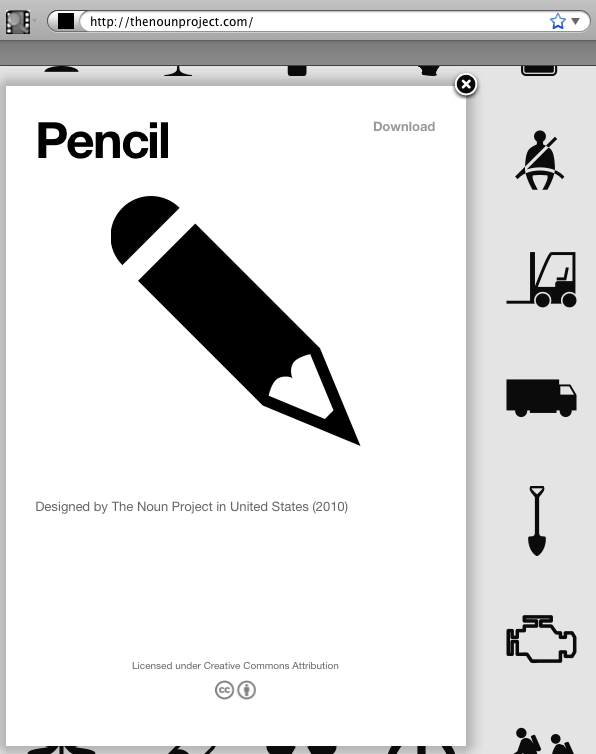 http://thenounproject.com/
Pencil
Download
Designed by The Noun Project in United States (2010)
Licensed under Creative Commons Attribution
cc